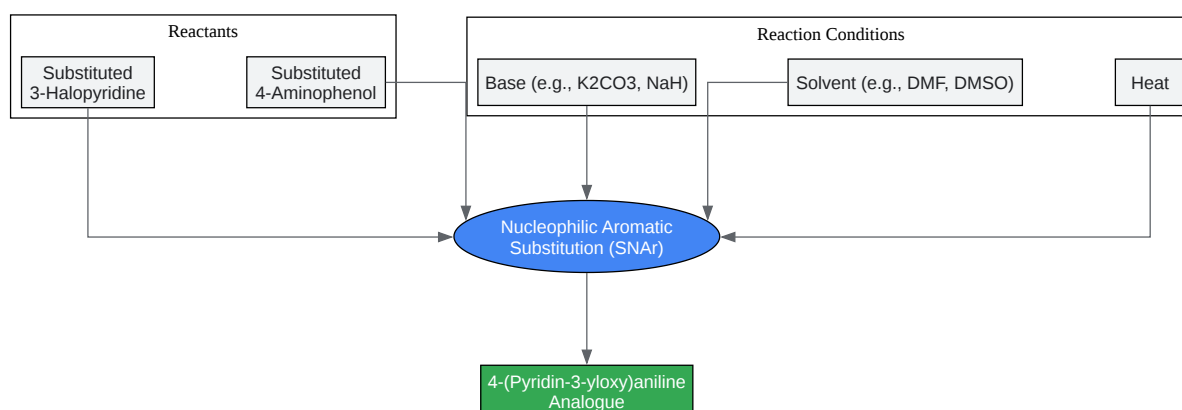 Reactants
Substituted
3-Halopyridine
Substituted
4-Aminophenol
Reaction Conditions
Base (e.g., K2CO3, NaH)
Solvent (e.g., DMF, DMSO)
Heat
Nucleophilic Aromatic
Substitution (SNAr)
4-(Pyridin-3-yloxy)aniline
Analogue